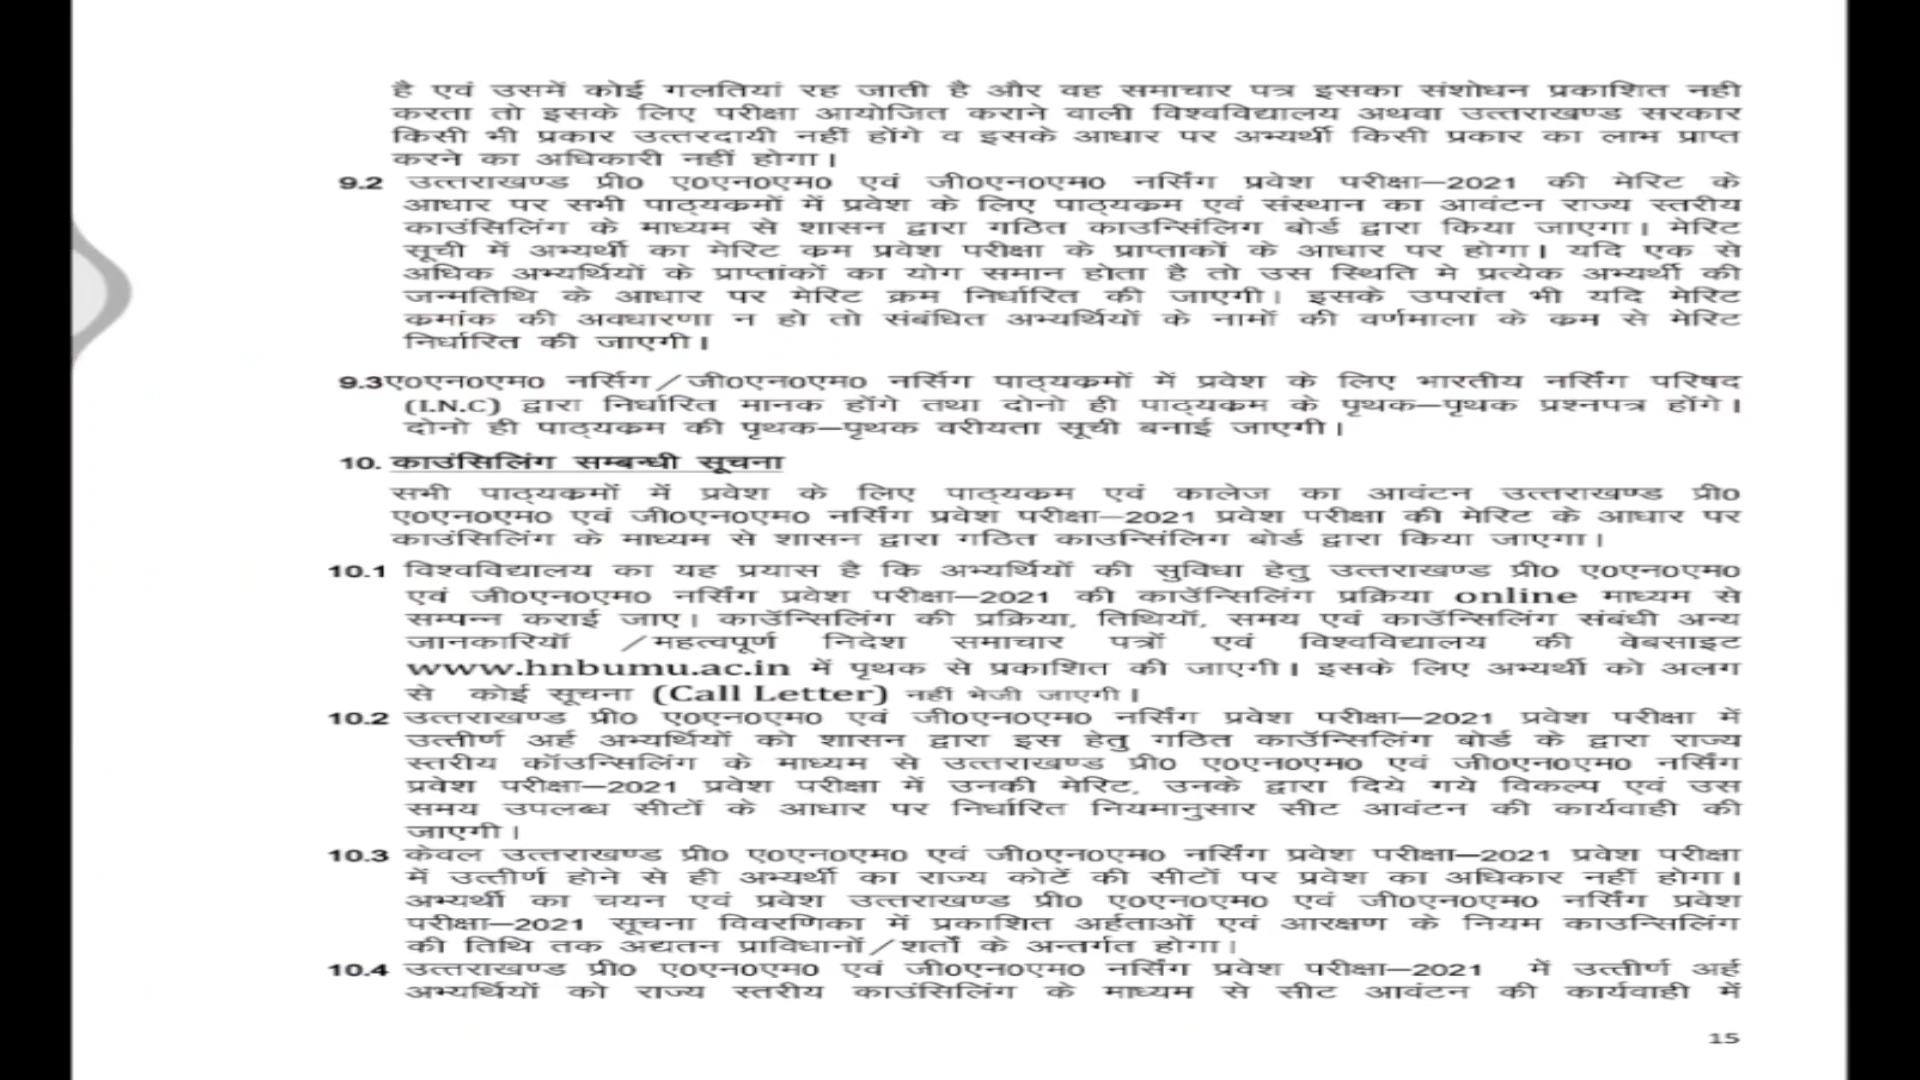 है एवं उसमें कोई गलतियां रह जाती है और वह समाचार पत्र इसका संशोधन प्रकाशित नही
करता तो इसके लिए परीक्षा आयोजित कराने वाली विश्वविद्यालय अथवा उत्तराखण्ड सरकार
किसी भी प्रकार उत्तरदायी नहीं होंगे व इसके आधार पर अभ्यर्थी किसी प्रकार का लाभ प्राप्त
करने का अधिकारी नहीं होगा।
9.2 उत्तराखण्ड प्री0 ए0एन0एम0 एवं जी0एन0एम0 नर्सिंग प्रवेश परीक्षा–2021 की मेरिट के
आधार पर सभी पाठ्यकमों में प्रवेश के लिए पाठ्यकम एवं संस्थान का आवंटन राज्य स्तरीय
काउंसिलिंग के माध्यम से शासन द्वारा गठित काउन्सिंलिग बोर्ड द्वारा किया जाएगा। मेरिट
सूची में अभ्यर्थी का मेरिट कम प्रवेश परीक्षा के प्राप्ताकों के आधार पर होगा। यदि एक से
अधिक अभ्यर्थियों के प्राप्तांकों का योग समान होता है तो उस स्थिति मे प्रत्येक अभ्यर्थी की
जन्मतिथि के आधार पर मेरिट क्रम निर्धारित की जाएगी। इसके उपरांत भी यदि मेरिट
कमांक की अवधारणा न हो तो संबंधित अभ्यर्थियों के नामों की वर्णमाला के कम से मेरिट
निर्धारित की जाएगी।
9.3ए0एन0एम0 नर्सिग/जी0एन0एम0 नर्सिग पाठ्यकमों में प्रवेश के लिए भारतीय नर्सिंग परिषद
(I.N.C) द्वारा निर्धारित मानक होंगे तथा दोनो ही पाठ्यकम के पृथक–पृथक प्रश्नपत्र होंगे।
दोनो ही पाठ्यकम की पृथक–पृथक वरीयता सूची बनाई जाएगी।
10. काउंसिलिंग सम्बन्धी सूचना
सभी पाठ्यकमों में प्रवेश के लिए पाठ्यकम एवं कालेज का आवंटन उत्तराखण्ड प्री0
ए0एन0एम0 एवं जी0एन0एम0 नर्सिंग प्रवेश परीक्षा–2021 प्रवेश परीक्षा की मेरिट के आधार पर
काउंसिलिंग के माध्यम से शासन द्वारा गठित काउन्सिंलिग बोर्ड द्वारा किया जाएगा।
10.1 विश्वविद्यालय का यह प्रयास है कि अभ्यर्थियों की सुविधा हेतु उत्तराखण्ड प्री0 ए0एन0एम0
एवं जी0एन0एम0 नर्सिंग प्रवेश परीक्षा–2021 की काउॅन्सिलिंग प्रक्रिया online माध्यम से
सम्पन्न कराई जाए। काउॅन्सिलिंग की प्रक्रिया, तिथियॉ, समय एवं काउॅन्सिलिंग संबंधी अन्य
जानकारियॉ /महत्वपूर्ण निदेश समाचार पत्रों एवं विश्वविद्यालय की वेबसाइट
www.hnbumu.ac.in में पृथक से प्रकाशित की जाएगी। इसके लिए अभ्यर्थी को अलग
से कोई सूचना (Call Letter) नहीं भेजी जाएगी।
10.2 उत्तराखण्ड प्री0 ए0एन0एम0 एवं जी0एन0एम0 नर्सिंग प्रवेश परीक्षा–2021 प्रवेश परीक्षा में
उत्तीर्ण अर्ह अभ्यर्थियों को शासन द्वारा इस हेतु गठित काउॅन्सिलिंग बोर्ड के द्वारा राज्य
स्तरीय कॉउन्सिलिंग के माध्यम से उत्तराखण्ड प्री0 ए0एन0एम0 एवं जी0एन0एम0 नर्सिंग
प्रवेश परीक्षा–2021 प्रवेश परीक्षा में उनकी मेरिट, उनके द्वारा दिये गये विकल्प एवं उस
समय उपलब्ध सीटों के आधार पर निर्धारित नियमानुसार सीट आवंटन की कार्यवाही की
जाएगी।
10.3 केवल उत्तराखण्ड प्री0 ए0एन0एम0 एवं जी0एन0एम0 नर्सिंग प्रवेश परीक्षा–2021 प्रवेश परीक्षा
में उत्तीर्ण होने से ही अभ्यर्थी का राज्य कोटें की सीटों पर प्रवेश का अधिकार नहीं होगा।
अभ्यर्थी का चयन एवं प्रवेश उत्तराखण्ड प्री0 ए0एन0एम0 एवं जी0एन0एम0 नर्सिंग प्रवेश
परीक्षा–2021 सूचना विवरणिका में प्रकाशित अर्हताओं एवं आरक्षण के नियम काउन्सिलिंग
की तिथि तक अद्यतन प्राविधानों/शर्तों के अन्तर्गत होगा।
10.4 उत्तराखण्ड प्री0 ए0एन0एम0 एवं जी0एन0एम0 नर्सिंग प्रवेश परीक्षा–2021 में उत्तीर्ण अर्ह
अभ्यर्थियों को राज्य स्तरीय काउंसिलिंग के माध्यम से सीट आवंटन की कार्यवाही में
15